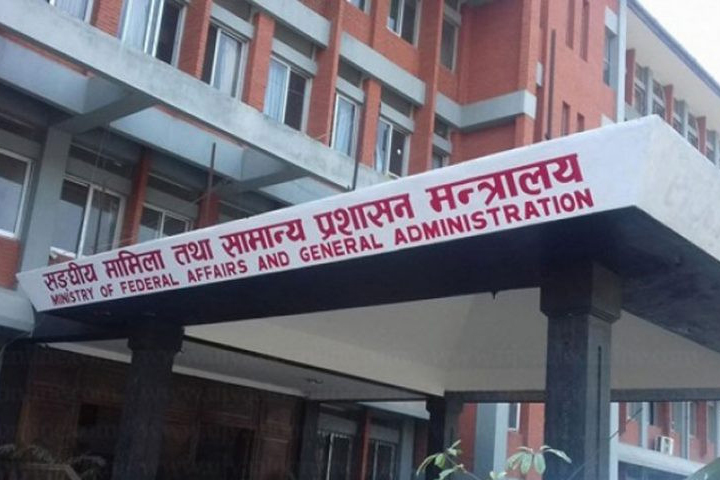 सङ्घीय मामिला तथा सामान्य प्रशासन मन्त्रालय
MINISTRY OF FEDERAL AFFAIRS AND GENERAL ADMINISTRATION